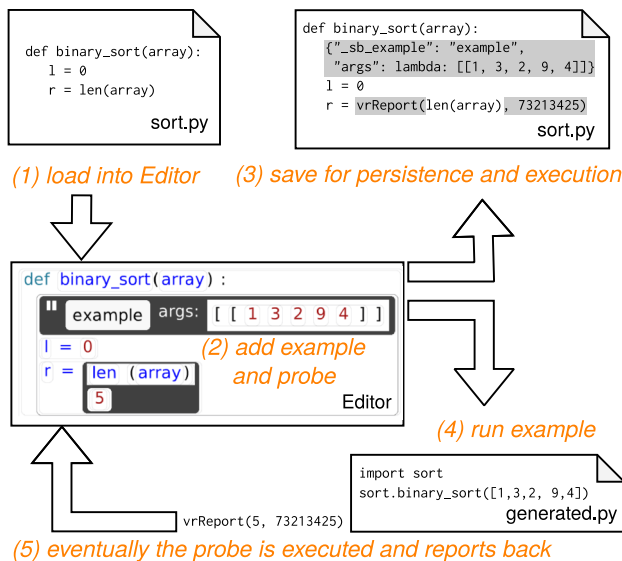 def binary_sort(array):
l = 0
r = len(array)
sort.py
def binary_sort(array):
{"_sb_example": "example",
"args": lambda: [[1, 3, 2, 9, 4]]}
l = 0
r = vrReport(len(array), 73213425)
sort.py
(1) load into Editor
(3) save for persistence and execution
def binary_sort(array) :
" example args: [ [ 1 3 2 9 4 ] ]
l = 0
(2) add example
and probe
r = len (array)
5
Editor
(4) run example
import sort
sort.binary_sort([1,3,2, 9,4])
generated.py
vrReport(5, 73213425)
(5) eventually the probe is executed and reports back